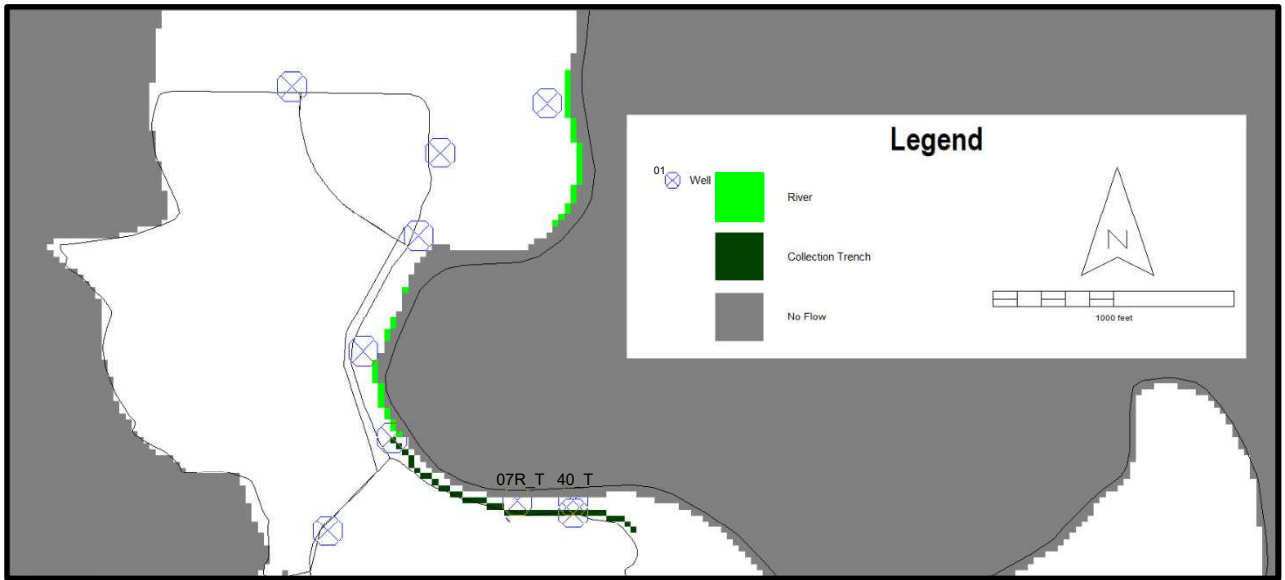 Legend
01
Well
River
Collection Trench
No Flow
N
1000 feet
07R_T 40_T